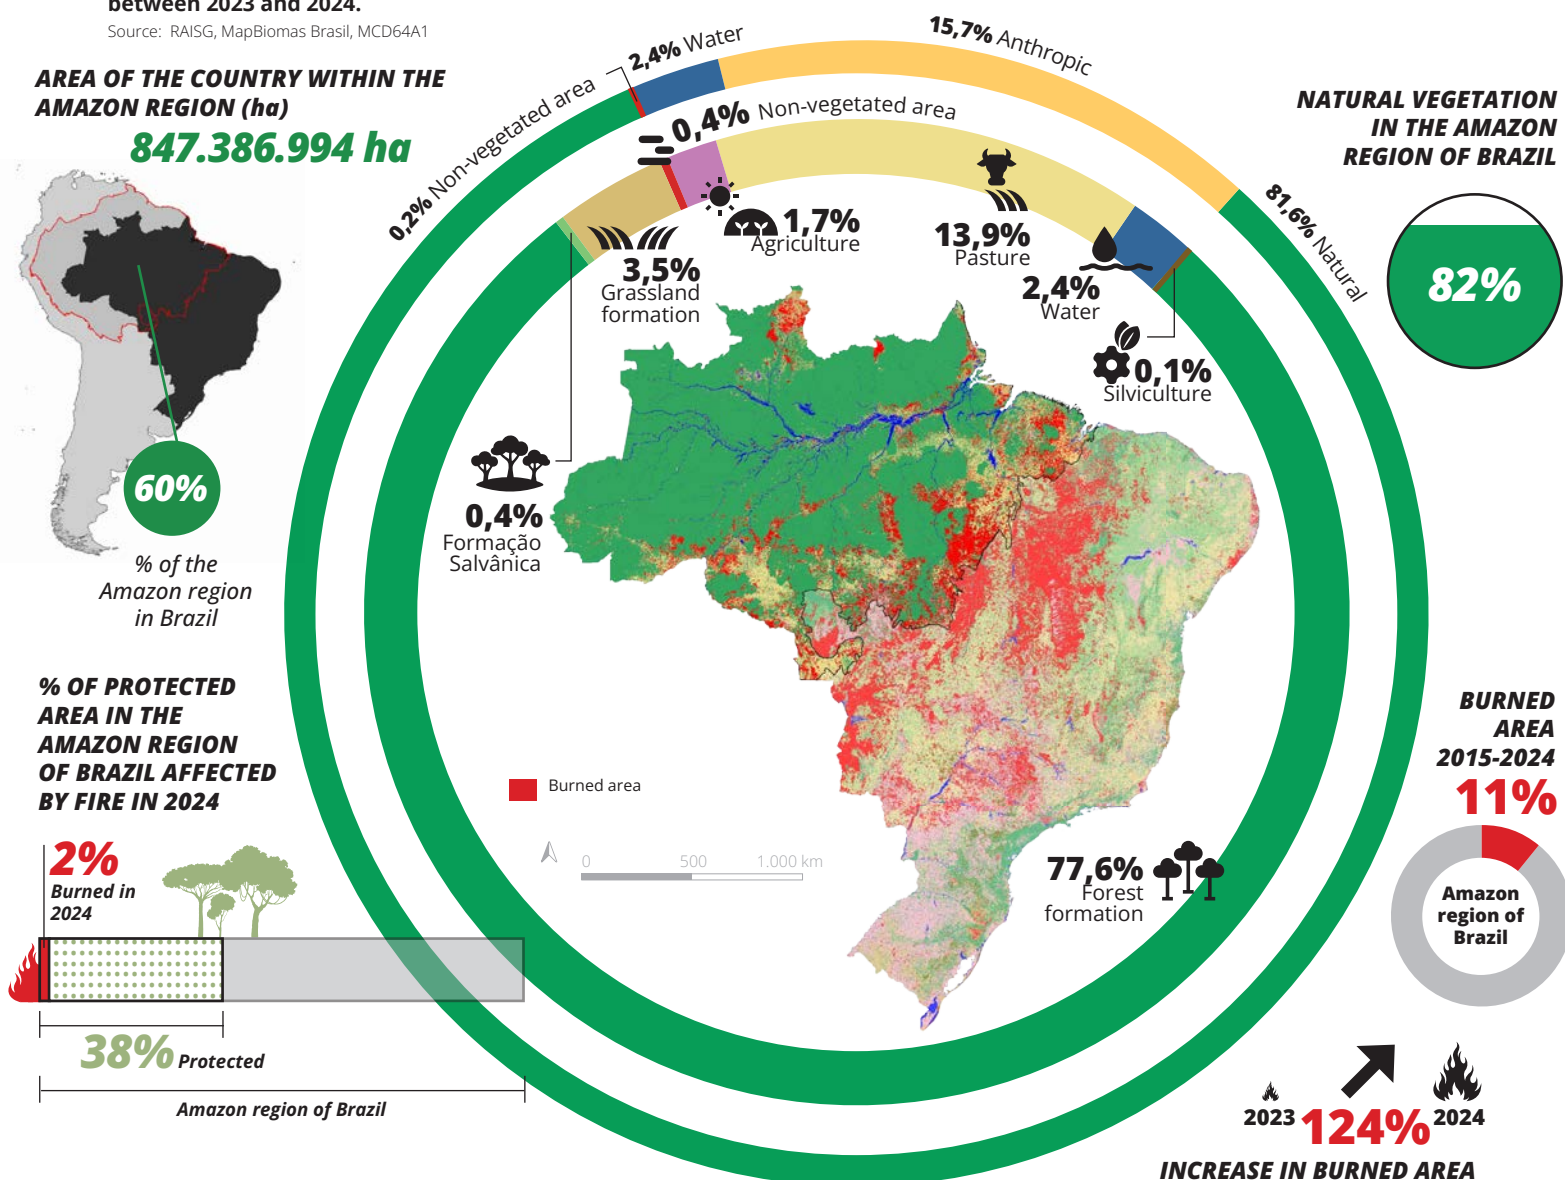 between 2023 and 2024.
Source: RAISG, MapBiomas Brasil, MCD64A1
AREA OF THE COUNTRY WITHIN THE
AMAZON REGION (ha)
847.386.994 ha
60%
% of the
Amazon region
in Brazil
% OF PROTECTED
AREA IN THE
AMAZON REGION
OF BRAZIL AFFECTED
BY FIRE IN 2024
2%
Burned in
2024
38% Protected
Amazon region of Brazil
0,2% Non-vegetated area
2,4% Water
15,7% Anthropic
81,6% Natural
0,4% Non-vegetated area
1,7%
Agriculture
13,9%
Pasture
2,4%
Water
0,1%
Silviculture
3,5%
Grassland
formation
0,4%
Formação
Salvânica
Burned area
0 500 1.000 km
77,6%
Forest
formation
NATURAL VEGETATION
IN THE AMAZON
REGION OF BRAZIL
82%
BURNED
AREA
2015-2024
11%
Amazon
region of
Brazil
2023 124% 2024
INCREASE IN BURNED AREA